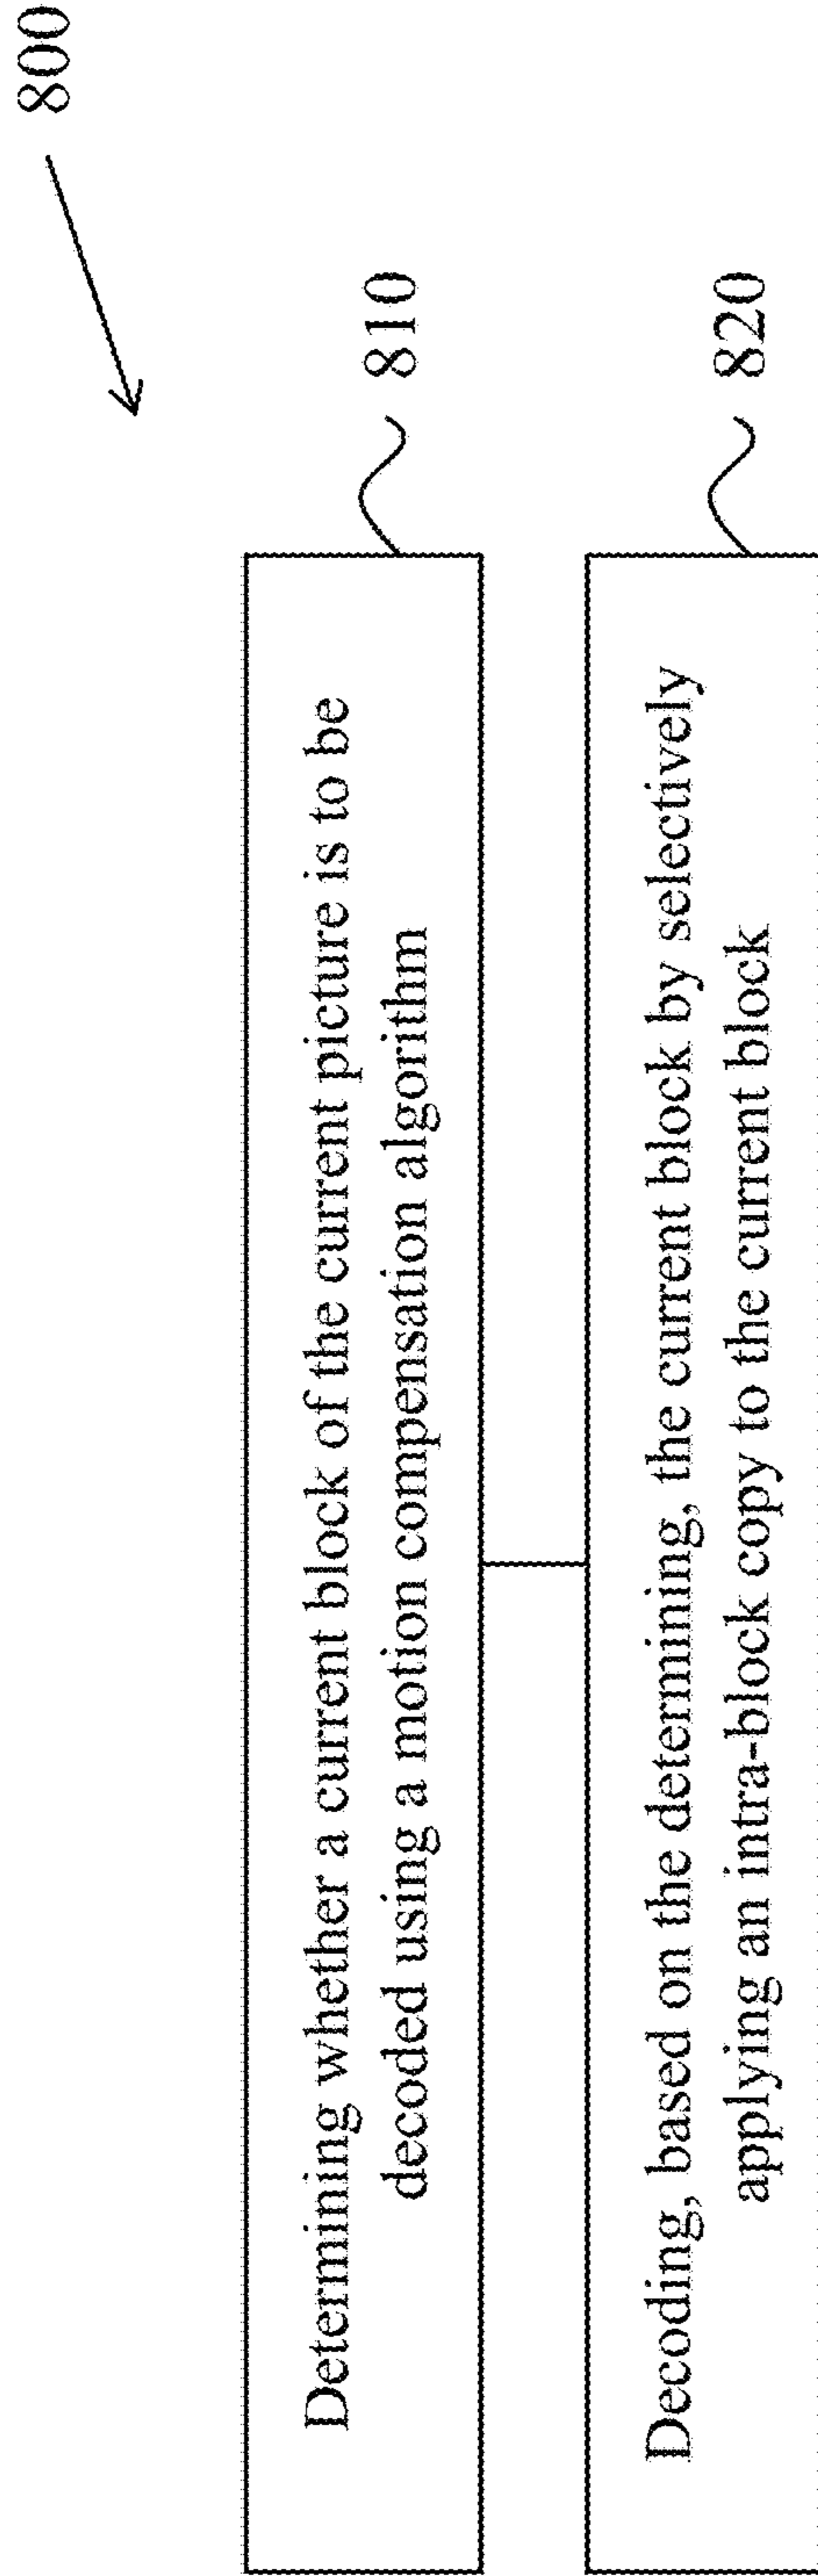 800
Determining whether a current block of the current picture is to be
decoded using a motion compensation algorithm
810
Decoding, based on the determining, the current block by selectively
applying an intra-block copy to the current block
820